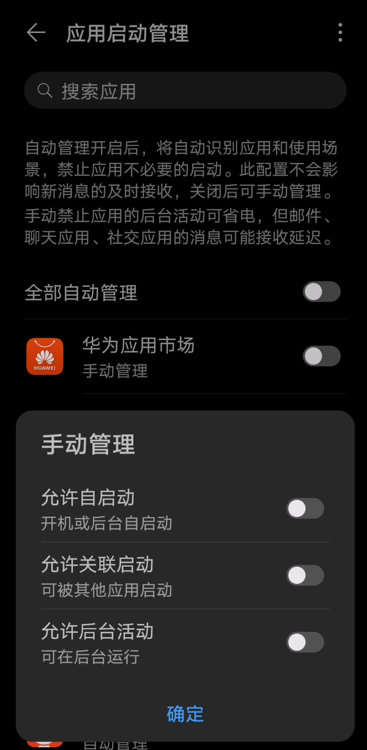 应用启动管理
搜索应用
自动管理开启后，将自动识别应用和使用场
景，禁止应用不必要的启动。此配置不会影
响新消息的及时接收，关闭后可手动管理。
手动禁止应用的后台活动可省电，但邮件、
聊天应用、社交应用的消息可能接收延迟。
全部自动管理
华为应用市场
HUAWEI
手动管理
手动管理
允许自启动
开机或后台自启动
允许关联启动
可被其他应用启动
允许后台活动
可在后台运行
确定
自动管理